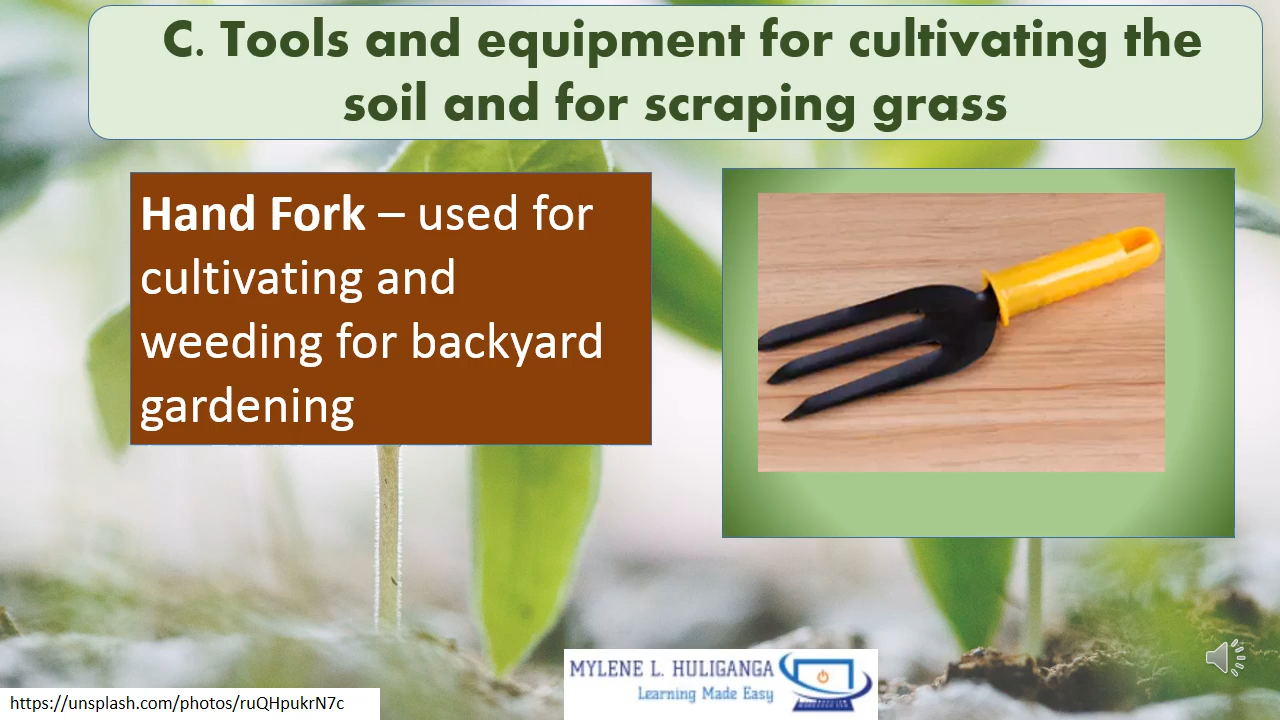 C. Tools and equipment for cultivating the
soil and for scraping grass
Hand Fork – used for
cultivating and
weeding for backyard
gardening
MYLENE L. HULIGANGA
Learning Made Easy
https://unsplash.com/photos/ruQHpukrN7c